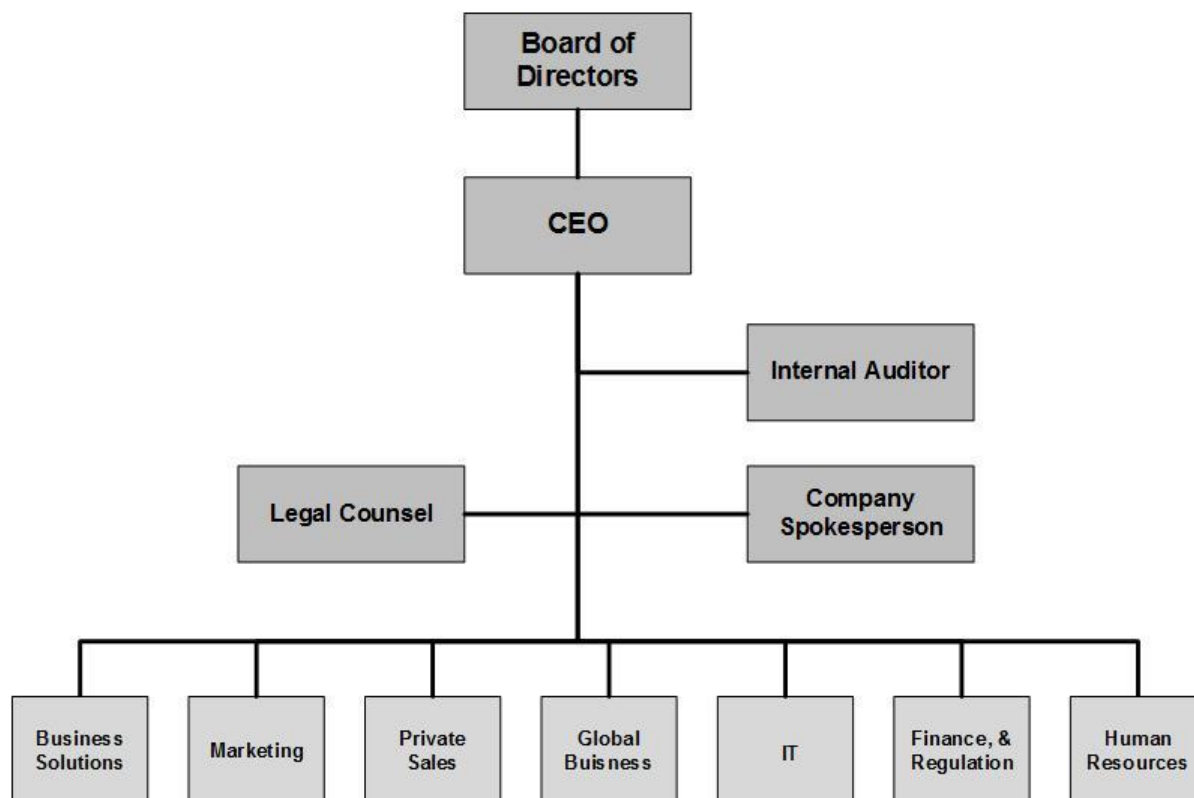 Board of
Directors
CEO
Internal Auditor
Legal Counsel
Company
Spokesperson
Business
Solutions
Marketing
Private
Sales
Global
Buisness
IT
Finance, &
Regulation
Human
Resources